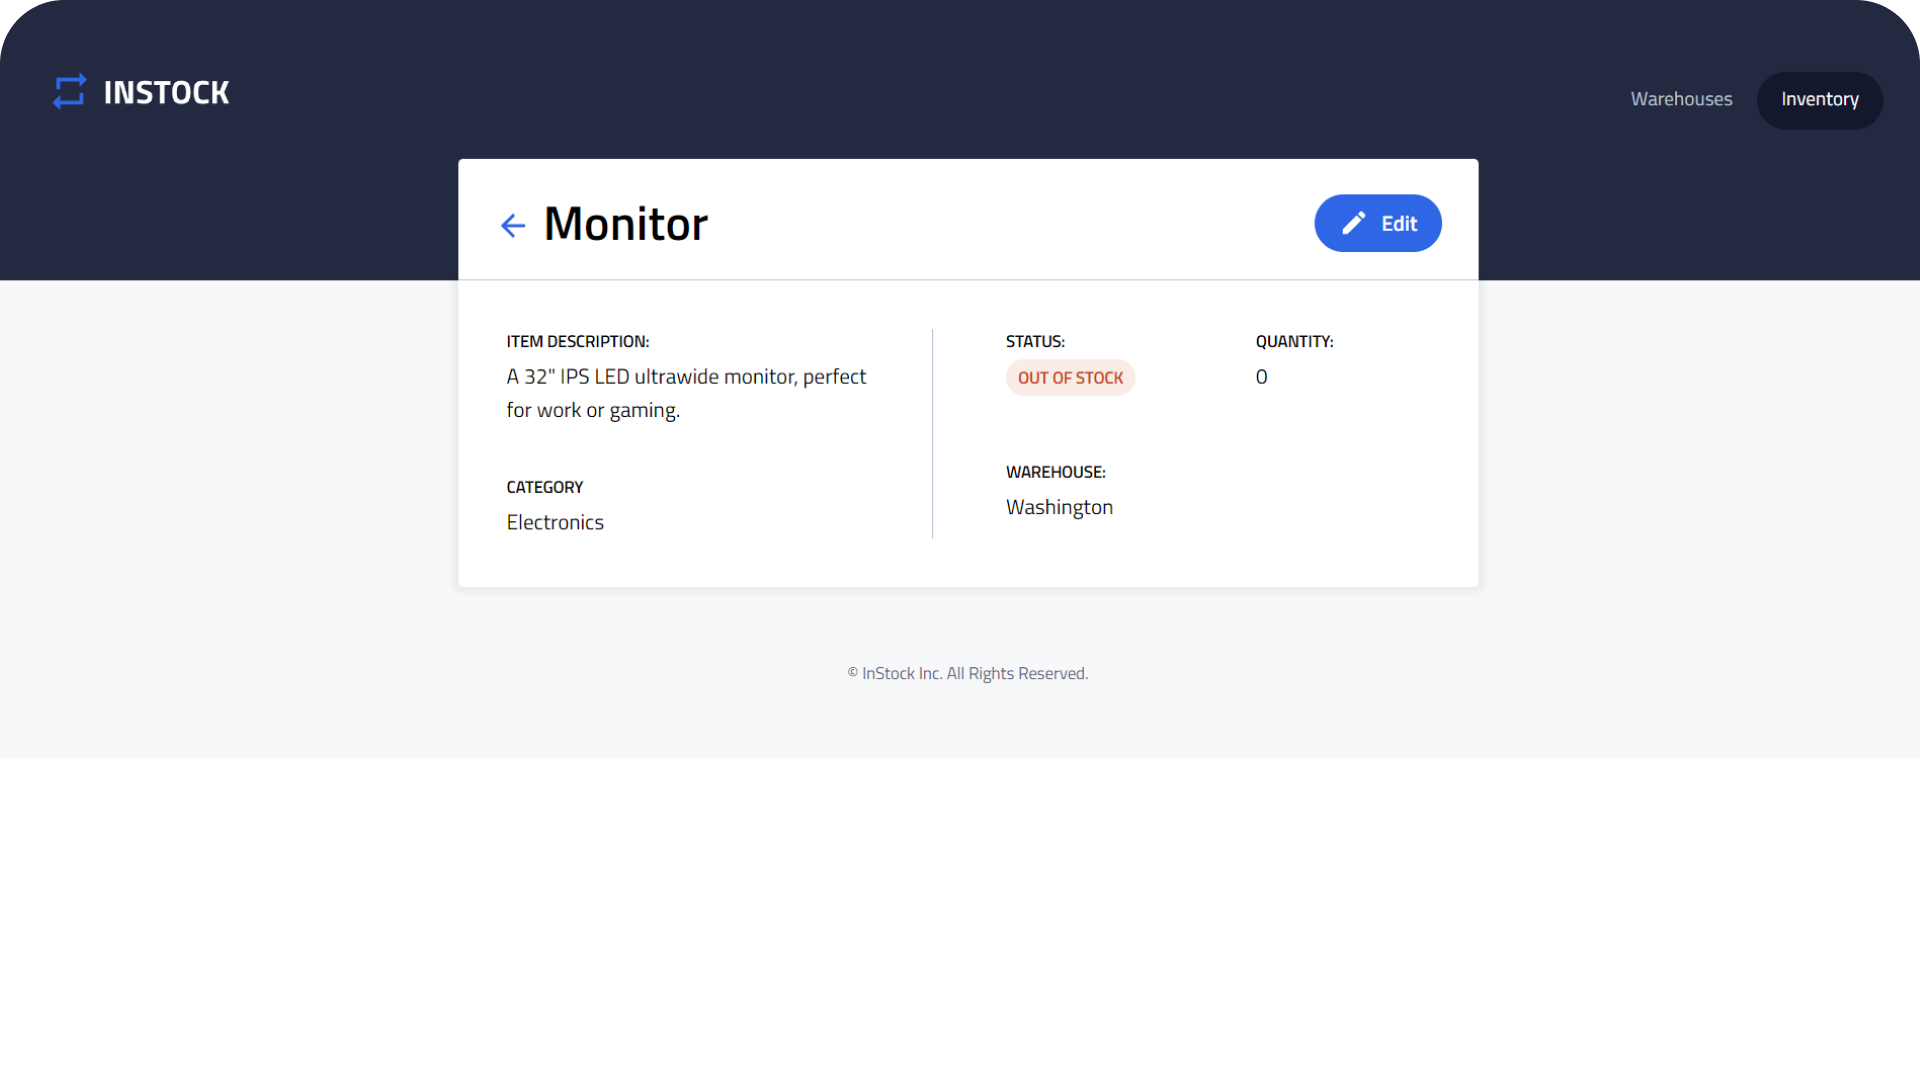 INSTOCK
Warehouses
Inventory
Monitor
Edit
ITEM DESCRIPTION:
A 32" IPS LED ultrawide monitor, perfect
for work or gaming.
CATEGORY
Electronics
STATUS:
OUT OF STOCK
QUANTITY:
0
WAREHOUSE:
Washington
© InStock Inc. All Rights Reserved.